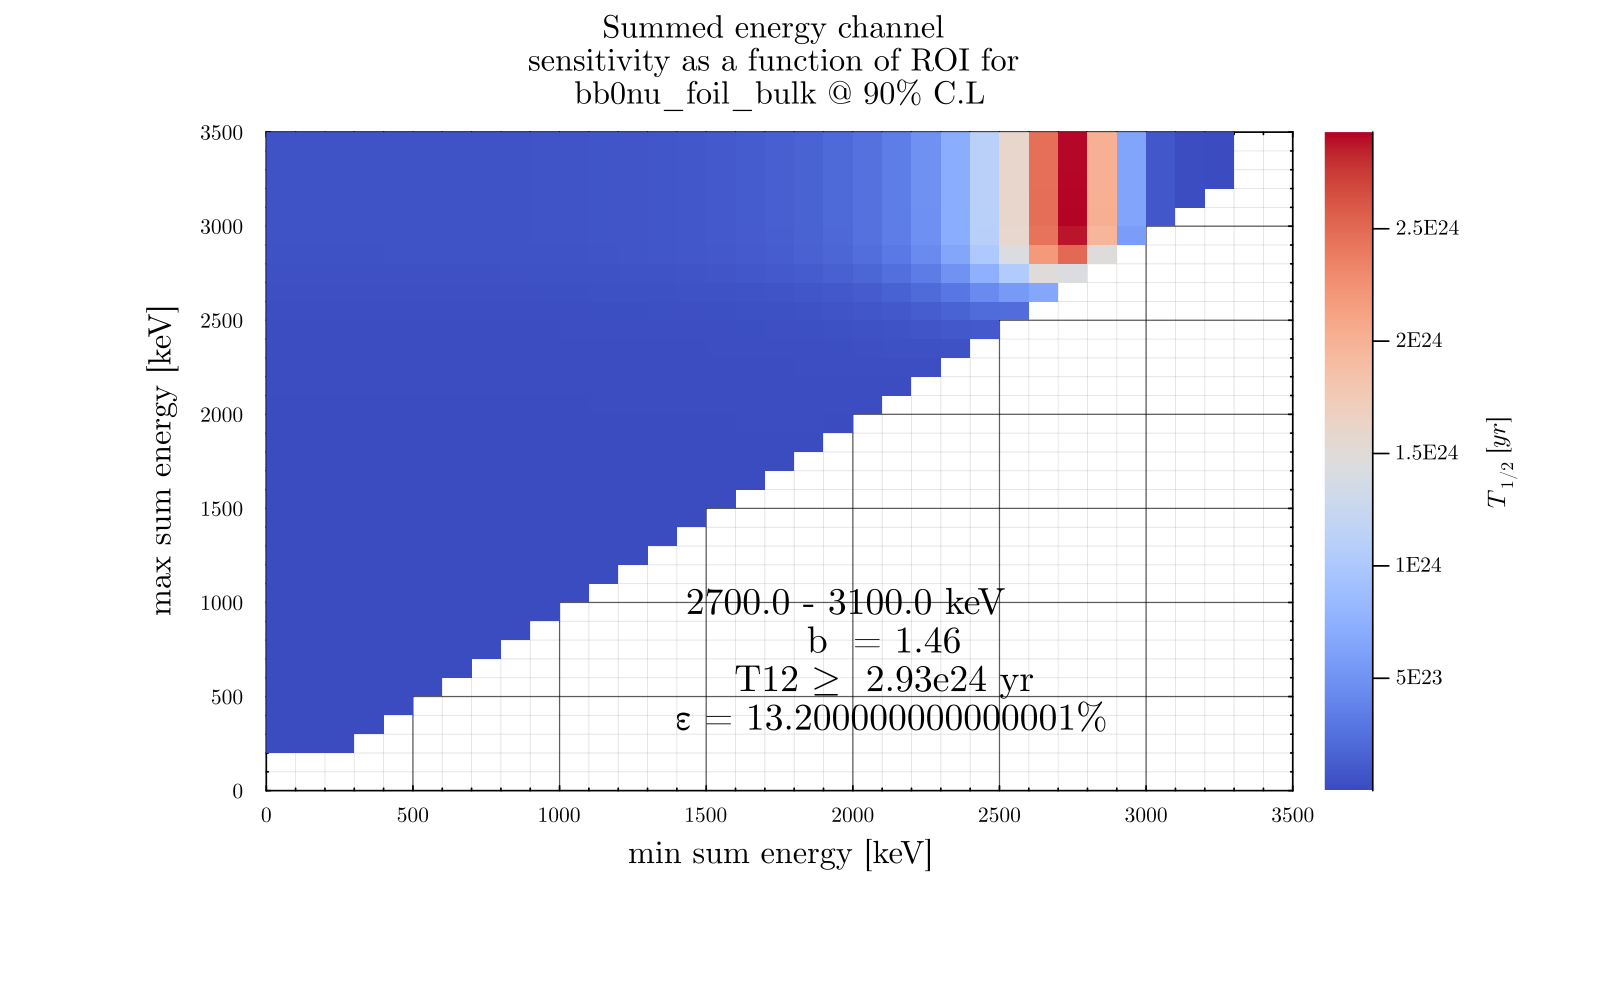 Summed energy channel
sensitivity as a function of ROI for
bb0nu_foil_bulk @ 90% C.L
3500
3000
2500
2000
1500
1000
500
0
max sum energy [keV]
0 500 1000 1500 2000 2500 3000 3500
min sum energy [keV]
2700.0 - 3100.0 keV
b = 1.46
T12 ≥ 2.93e24 yr
ε = 13.200000000000001%
2.5E24
2E24
1.5E24
1E24
5E23
T1/2 [yr]